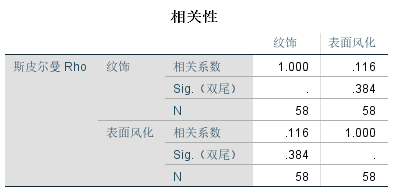 相关性
纹饰 表面风化
斯皮尔曼 Rho 纹饰 相关系数 1.000 .116
Sig.（双尾） . .384
N 58 58
表面风化 相关系数 .116 1.000
Sig.（双尾） .384 .
N 58 58